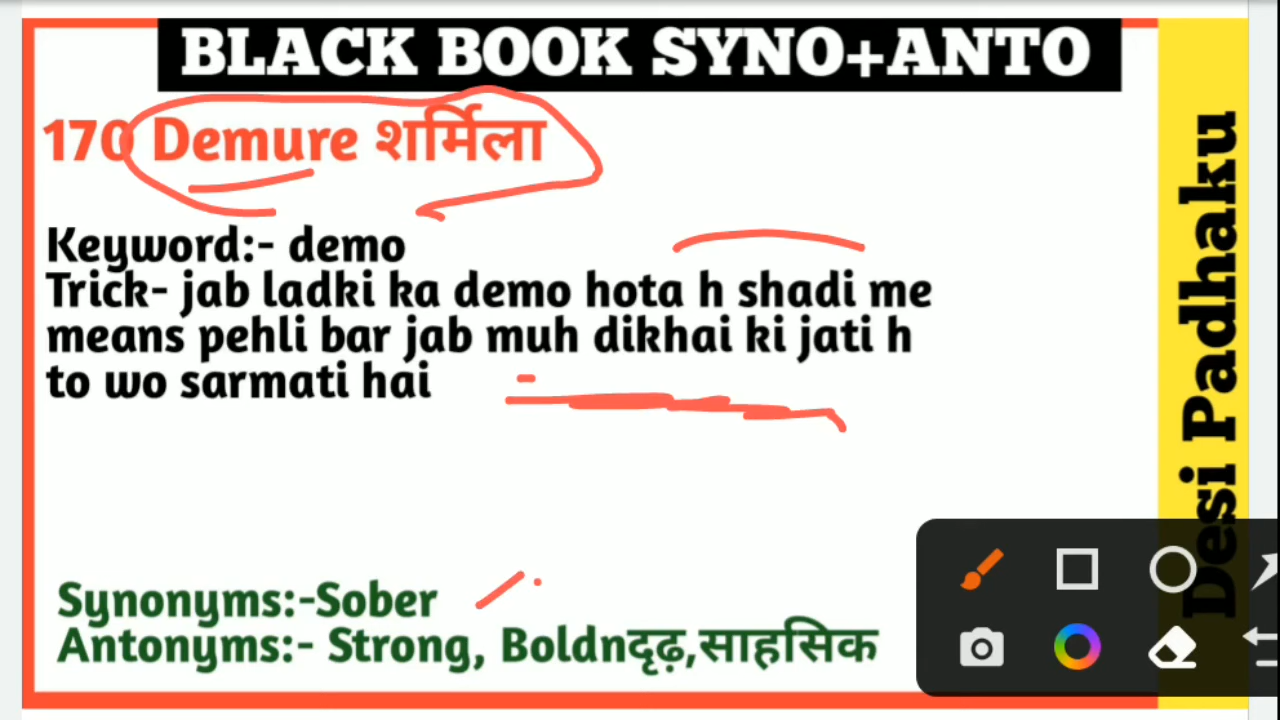 BLACK BOOK SYNO+ANTO
170 Demure शर्मिला
Keyword:- demo
Trick- jab ladki ka demo hota h shadi me
means pehli bar jab muh dikhai ki jati h
to wo sarmati hai
Synonyms:-Sober
Antonyms:- Strong, Boldnदृढ़,साहसिक
Desi Padhaku